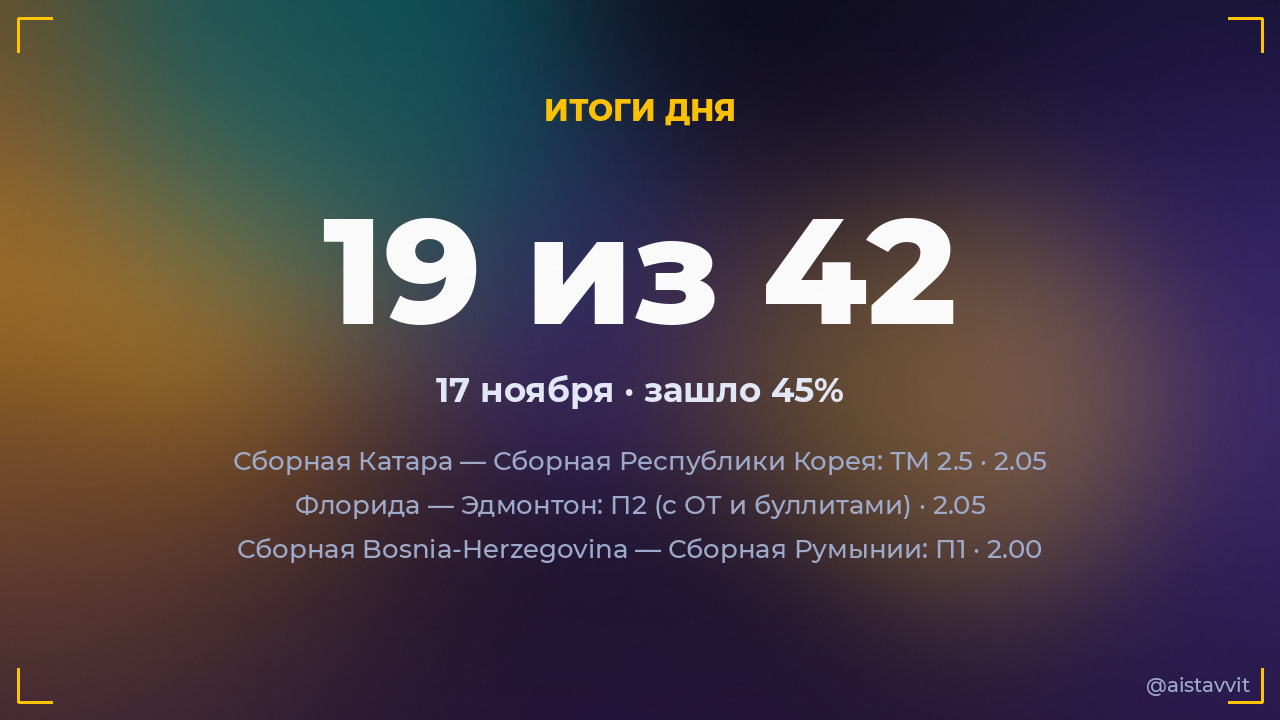 ИТОГИ ДНЯ
19 из 42
17 ноября · зашло 45%
Сборная Катара — Сборная Республики Корея: ТМ 2.5 · 2.05
Флорида — Эдмонтон: П2 (с ОТ и буллитами) · 2.05
Сборная Bosnia-Herzegovina — Сборная Румынии: П1 · 2.00
@aistavvit